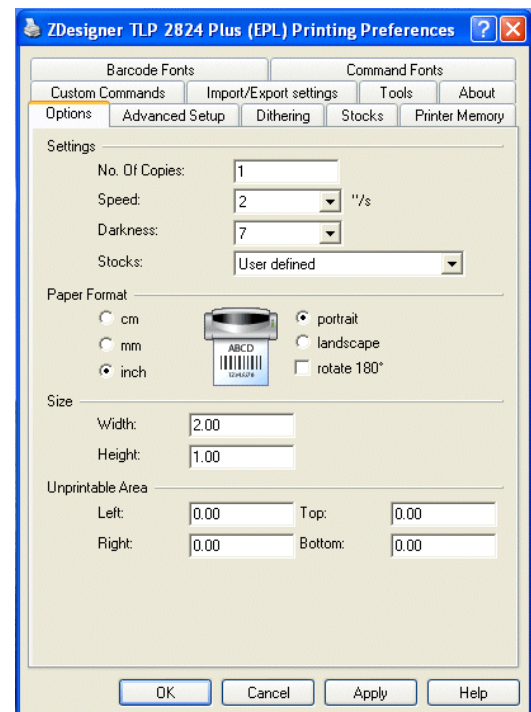 ZDesigner TLP 2824 Plus (EPL) Printing Preferences
Barcode Fonts Command Fonts
Custom Commands Import/Export settings Tools About
Options Advanced Setup Dithering Stocks Printer Memory
Settings
No. Of Copies: 1
Speed: 2 "/s
Darkness: 7
Stocks: User defined
Paper Format
cm portrait
mm landscape
inch rotate 180°
ABCD
Size
Width: 2.00
Height: 1.00
Unprintable Area
Left: 0.00 Top: 0.00
Right: 0.00 Bottom: 0.00
OK Cancel Apply Help